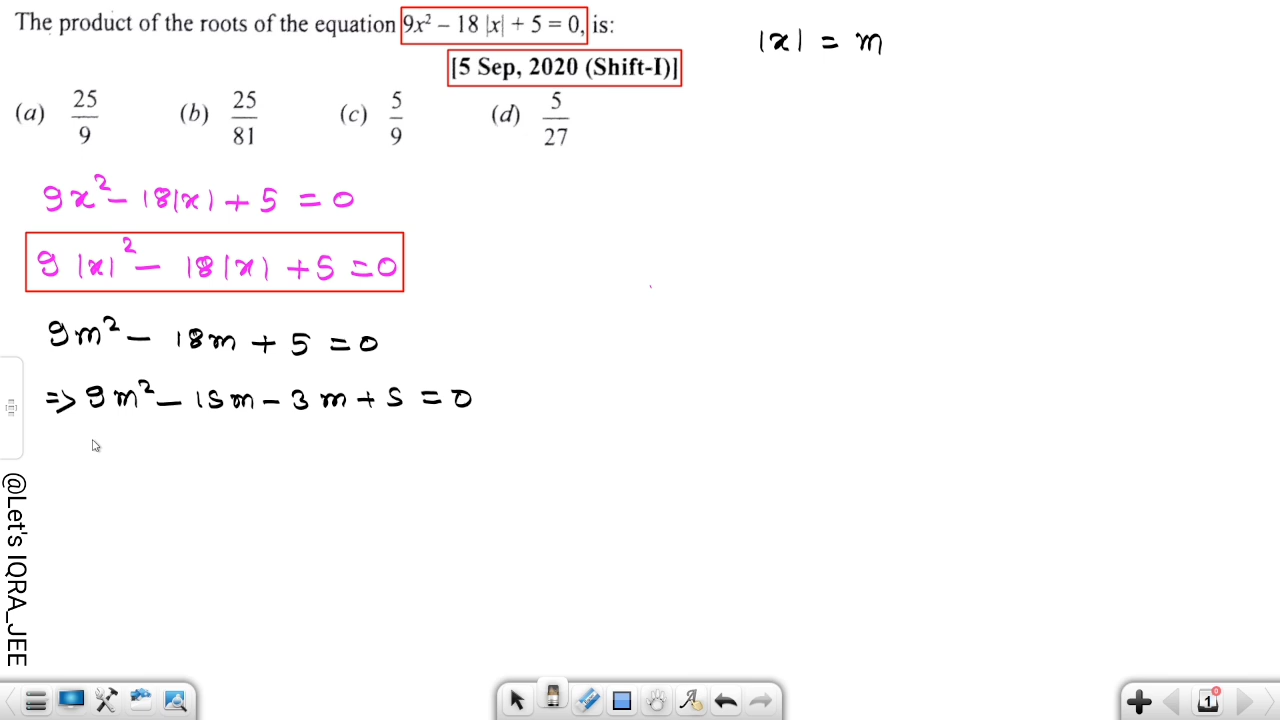 The product of the roots of the equation 9x² – 18 |x| + 5 = 0, is:
[5 Sep, 2020 (Shift-I)]
(a) 25/9 (b) 25/81 (c) 5/9 (d) 5/27
|x| = m
9x² – 18|x| + 5 = 0
9 |x|² – 18|x| + 5 = 0
9m² – 18m + 5 = 0
=> 9m² – 15m – 3m + 5 = 0
@Let's IQRA_JEE
1